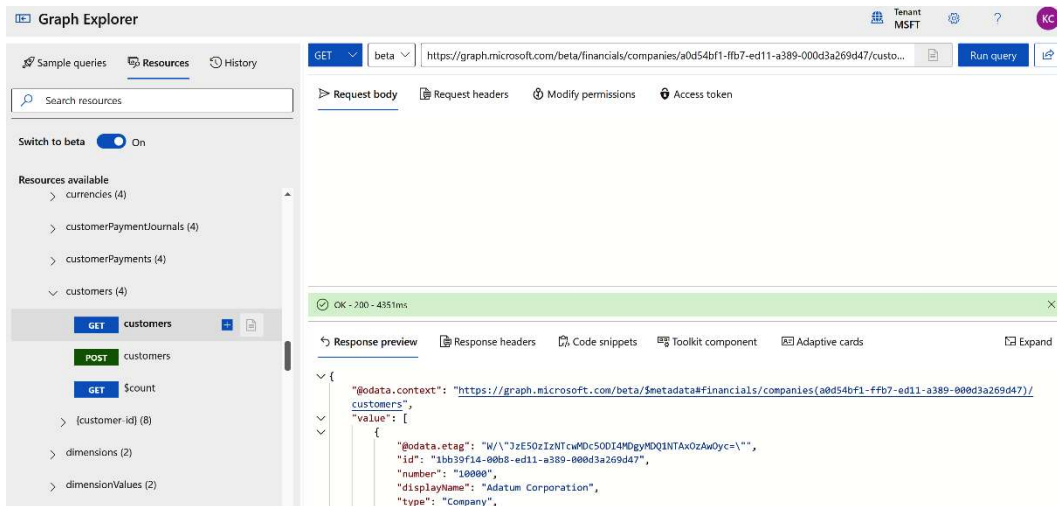 Graph Explorer
Tenant
MSFT
?
KC
Sample queries Resources History
Search resources
Switch to beta On
Resources available
currencies (4)
customerPaymentJournals (4)
customerPayments (4)
customers (4)
GET customers
POST customers
GET $count
{customer-id} (8)
dimensions (2)
dimensionValues (2)
GET beta https://graph.microsoft.com/beta/financials/companies/a0d54bf1-ffb7-ed11-a389-000d3a269d47/custo... Run query
Request body Request headers Modify permissions Access token
OK - 200 - 4351ms
Response preview Response headers Code snippets Toolkit component Adaptive cards Expand
{
"@odata.context": "https://graph.microsoft.com/beta/$metadata#financials/companies(a0d54bf1-ffb7-ed11-a389-000d3a269d47)/
customers",
"value": [
{
"@odata.etag": "W/\"JzE5OzIzNTcwMDc5ODI4MDgyMDQ1NTAxOzAwOyc=\"",
"id": "1bb39f14-00b8-ed11-a389-000d3a269d47",
"number": "10000",
"displayName": "Adatum Corporation",
"type": "Company",